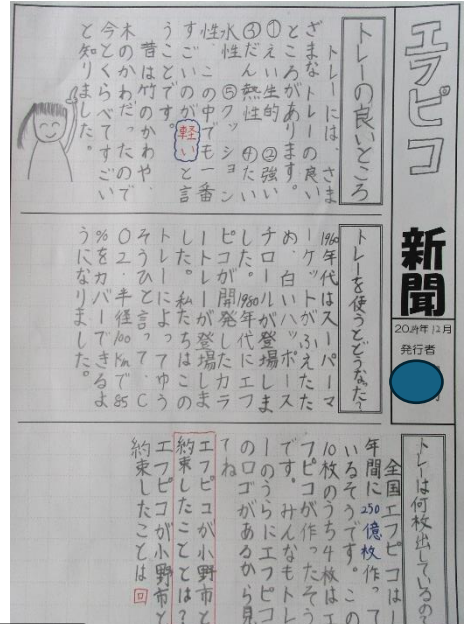 エフピコ
新聞
2019年12月
発行者
トレーの良いところ
トレーには、さま
ざまなトレーの良い
ところがあります。
①えい生的 ②強い
③だん熱性 ④たい
水性 ⑤クッション
性 この中でも一番
すごいのが軽いと言
うことです。
昔は竹のかわや、
木のかわだったので
今とくらべてすごい
と知りました。
トレーを使うとどうなった?
1960年代はスーパーマ
ーケットがふえたた
め、白いハッポース
チロールが登場しま
した。1980年代にエフ
ピコが開発したカラ
ートレーが登場しま
した。私たちはこの
トレーによってゆう
そうひと言って、C
O2・半径100Kmで85
%をカバーできるよ
うになりました。
トレーは何枚出しているの?
全国エフピコは
年間に250億枚作って
いるそうです。この
10枚のうち4枚はエ
フピコが作ったそう
です。みんなもトレ
ーのうらにエフピコ
のロゴがあるから見
てね
エフピコが小野市と
約束したこととは?
エフピコが小野市と
約束したことは